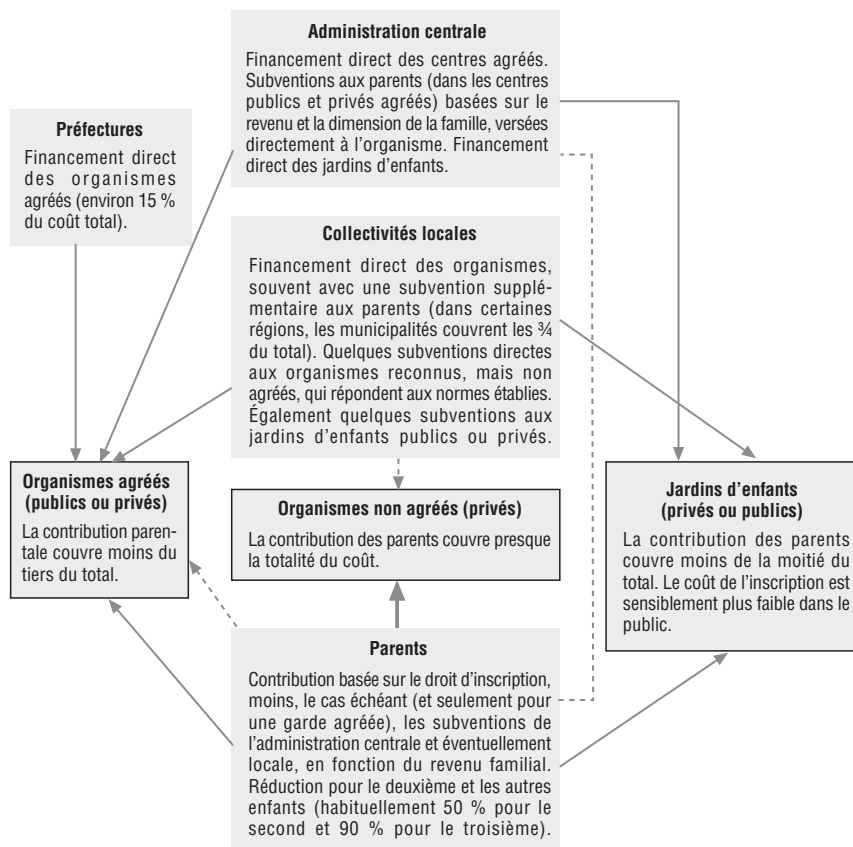 Administration centrale
Financement direct des centres agréés.
Subventions aux parents (dans les centres
publics et privés agréés) basées sur le
revenu et la dimension de la famille, versées
directement à l'organisme. Financement
direct des jardins d'enfants.
Préfectures
Financement direct
des organismes
agréés (environ 15 %
du coût total).
Collectivités locales
Financement direct des organismes,
souvent avec une subvention supplé-
mentaire aux parents (dans certaines
régions, les municipalités couvrent les ¾
du total). Quelques subventions directes
aux organismes reconnus, mais non
agréés, qui répondent aux normes établies.
Également quelques subventions aux
jardins d'enfants publics ou privés.
Organismes agréés
(publics ou privés)
La contribution paren-
tale couvre moins du
tiers du total.
Organismes non agréés (privés)
La contribution des parents couvre presque
la totalité du coût.
Jardins d'enfants
(privés ou publics)
La contribution des parents
couvre moins de la moitié du
total. Le coût de l'inscription est
sensiblement plus faible dans le
public.
Parents
Contribution basée sur le droit d'inscription,
moins, le cas échéant (et seulement pour
une garde agréée), les subventions de
l'administration centrale et éventuellement
locale, en fonction du revenu familial.
Réduction pour le deuxième et les autres
enfants (habituellement 50 % pour le
second et 90 % pour le troisième).